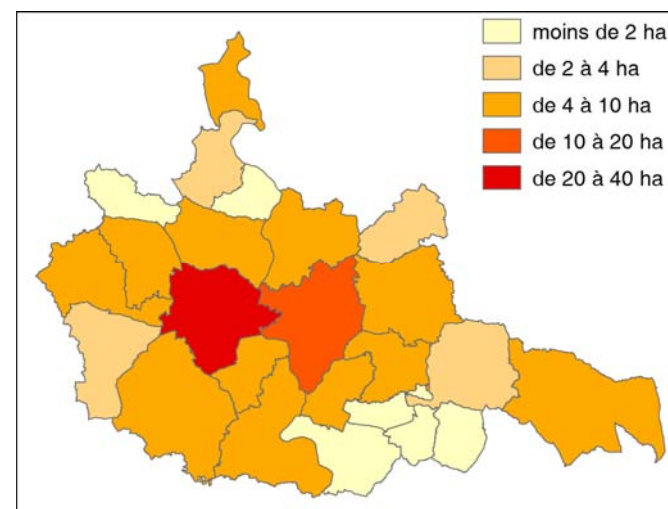 moins de 2 ha
de 2 à 4 ha
de 4 à 10 ha
de 10 à 20 ha
de 20 à 40 ha